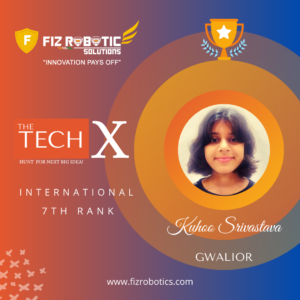 F
FIZ ROBOTIC
SOLUTIONS
"INNOVATION PAYS OFF"
THE
TECH X
HUNT FOR NEXT BIG IDEA!
INTERNATIONAL
7TH RANK
Kuhoo Srivastava
GWALIOR
www.fizrobotics.com